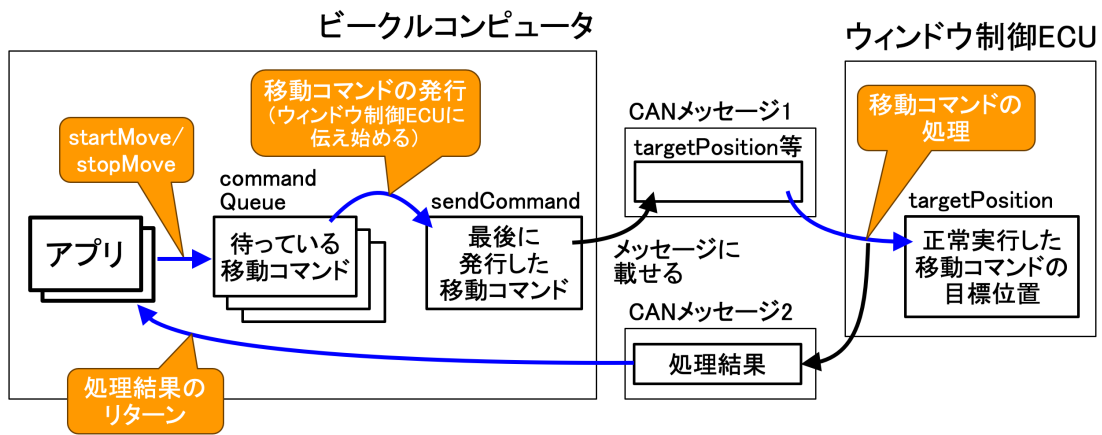 ビークルコンピュータ
ウィンドウ制御ECU
移動コマンドの発行
（ウィンドウ制御ECUに
伝え始める）
startMove/
stopMove
CANメッセージ1
targetPosition等
移動コマンドの
処理
command
Queue
sendCommand
targetPosition
アプリ
待っている
移動コマンド
最後に
発行した
移動コマンド
メッセージに
載せる
正常実行した
移動コマンドの
目標位置
CANメッセージ2
処理結果
処理結果の
リターン